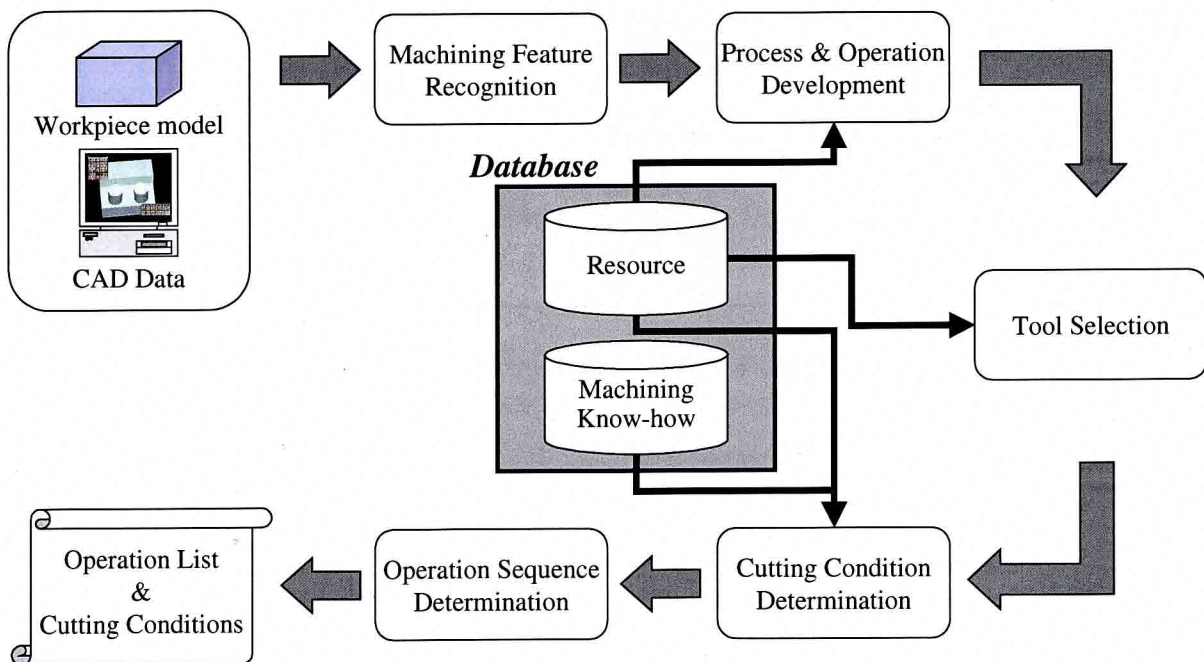 Workpiece model
CAD Data
Machining Feature
Recognition
Process & Operation
Development
Database
Resource
Machining
Know-how
Tool Selection
Cutting Condition
Determination
Operation Sequence
Determination
Operation List
&
Cutting Conditions